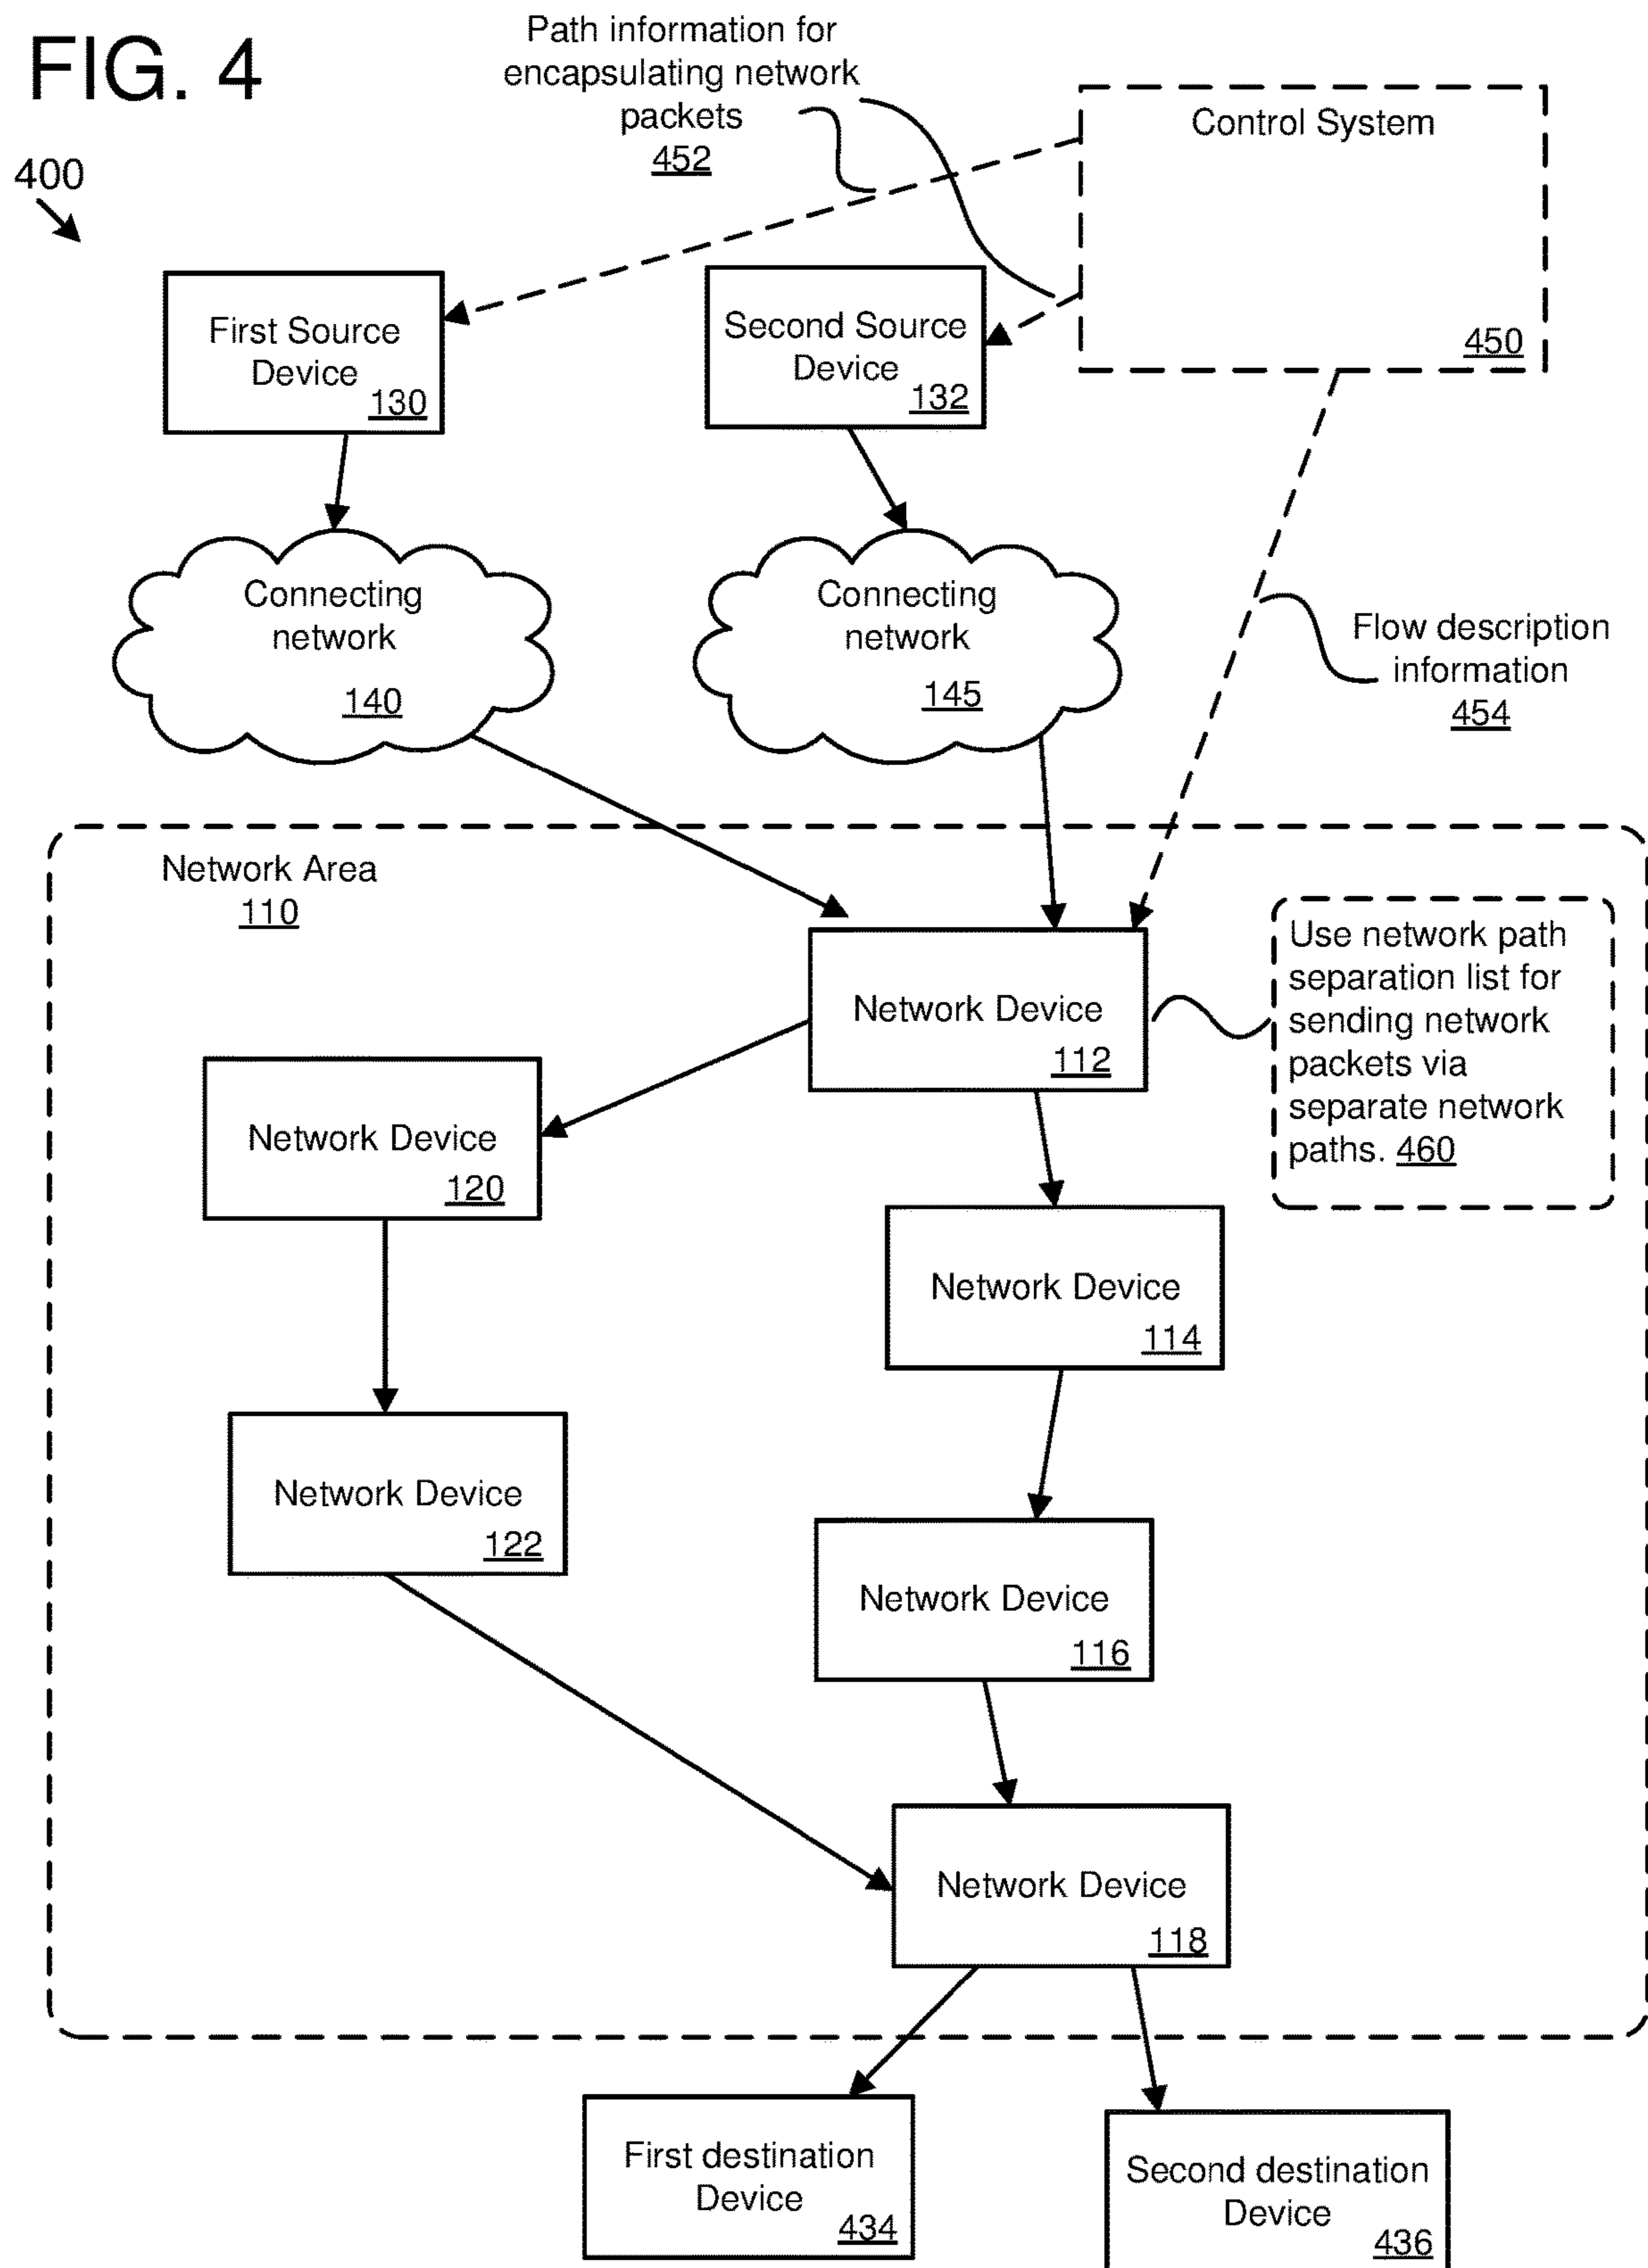 FIG. 4
Path information for
encapsulating network
packets
452
Control System
450
400
First Source
Device
130
Second Source
Device
132
Connecting
network
140
Connecting
network
145
Flow description
information
454
Network Area
110
Network Device
112
Use network path
separation list for
sending network
packets via
separate network
paths. 460
Network Device
120
Network Device
114
Network Device
122
Network Device
116
Network Device
118
First destination
Device
434
Second destination
Device
436